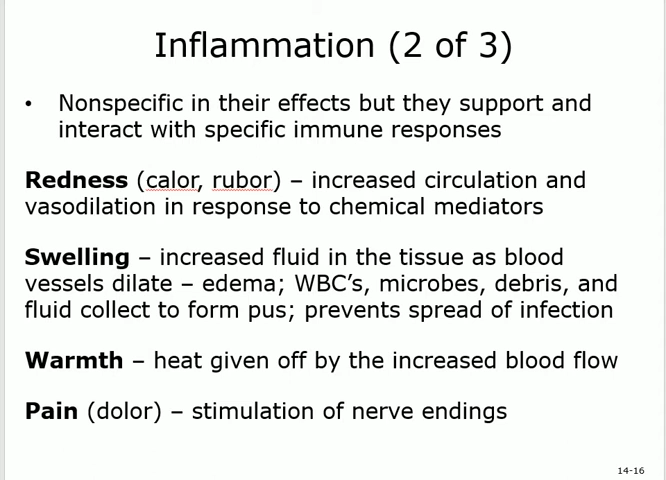 Inflammation (2 of 3)
• Nonspecific in their effects but they support and
interact with specific immune responses
Redness (calor, rubor) – increased circulation and
vasodilation in response to chemical mediators
Swelling – increased fluid in the tissue as blood
vessels dilate – edema; WBC’s, microbes, debris, and
fluid collect to form pus; prevents spread of infection
Warmth – heat given off by the increased blood flow
Pain (dolor) – stimulation of nerve endings
14-16